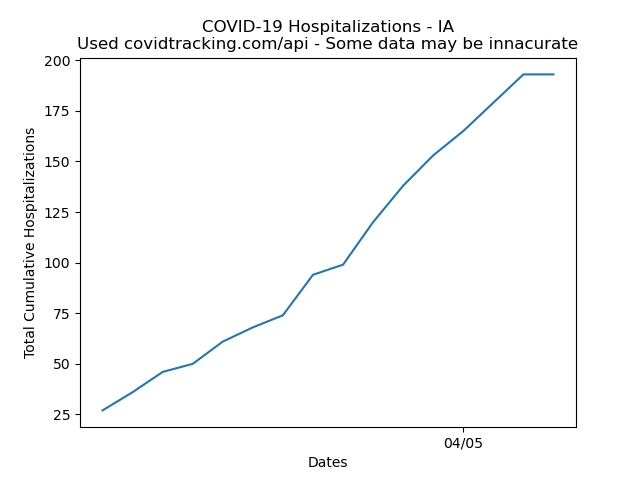 COVID-19 Hospitalizations - IA
Used covidtracking.com/api - Some data may be innacurate
200
175
150
125
100
75
50
25
Total Cumulative Hospitalizations
04/05
Dates